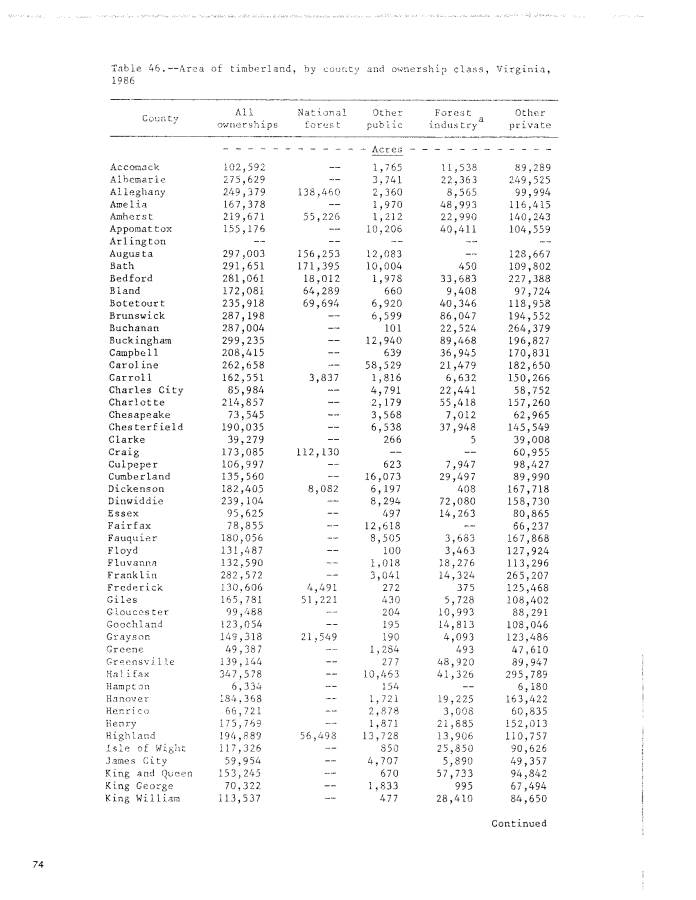 Table 46.--Area of timberland, by county and ownership class, Virginia,
1986
County All ownerships National forest Other public Forest industry a Other private
- - - - - - - - - - - - Acres - - - - - - - - - - - -
Accomack 102,592 -- 1,765 11,538 89,289
Albemarle 275,629 -- 3,741 22,363 249,525
Alleghany 249,379 138,460 2,360 8,565 99,994
Amelia 167,378 -- 1,970 48,993 116,415
Amherst 219,671 55,226 1,212 22,990 140,243
Appomattox 155,176 -- 10,206 40,411 104,559
Arlington -- -- -- -- --
Augusta 297,003 156,253 12,083 -- 128,667
Bath 291,651 171,395 10,004 450 109,802
Bedford 281,061 18,012 1,978 33,683 227,388
Bland 172,081 64,289 660 9,408 97,724
Botetourt 235,918 69,694 6,920 40,346 118,958
Brunswick 287,198 -- 6,599 86,047 194,552
Buchanan 287,004 -- 101 22,524 264,379
Buckingham 299,235 -- 12,940 89,468 196,827
Campbell 208,415 -- 639 36,945 170,831
Caroline 262,658 -- 58,529 21,479 182,650
Carroll 162,551 3,837 1,816 6,632 150,266
Charles City 85,984 -- 4,791 22,441 58,752
Charlotte 214,857 -- 2,179 55,418 157,260
Chesapeake 73,545 -- 3,568 7,012 62,965
Chesterfield 190,035 -- 6,538 37,948 145,549
Clarke 39,279 -- 266 5 39,008
Craig 173,085 112,130 -- -- 60,955
Culpeper 106,997 -- 623 7,947 98,427
Cumberland 135,560 -- 16,073 29,497 89,990
Dickenson 182,405 8,082 6,197 408 167,718
Dinwiddie 239,104 -- 8,294 72,080 158,730
Essex 95,625 -- 497 14,263 80,865
Fairfax 78,855 -- 12,618 -- 66,237
Fauquier 180,056 -- 8,505 3,683 167,868
Floyd 131,487 -- 100 3,463 127,924
Fluvanna 132,590 -- 1,018 18,276 113,296
Franklin 282,572 -- 3,041 14,324 265,207
Frederick 130,606 4,491 272 375 125,468
Giles 165,781 51,221 430 5,728 108,402
Gloucester 99,488 -- 204 10,993 88,291
Goochland 123,054 -- 195 14,813 108,046
Grayson 149,318 21,549 190 4,093 123,486
Greene 49,387 -- 1,284 493 47,610
Greensville 139,144 -- 277 48,920 89,947
Halifax 347,578 -- 10,463 41,326 295,789
Hampton 6,334 -- 154 -- 6,180
Hanover 184,368 -- 1,721 19,225 163,422
Henrico 66,721 -- 2,878 3,008 60,835
Henry 175,769 -- 1,871 21,885 152,013
Highland 194,889 56,498 13,728 13,906 110,757
Isle of Wight 117,326 -- 850 25,850 90,626
James City 59,954 -- 4,707 5,890 49,357
King and Queen 153,245 -- 670 57,733 94,842
King George 70,322 -- 1,833 995 67,494
King William 113,537 -- 477 28,410 84,650
Continued
74